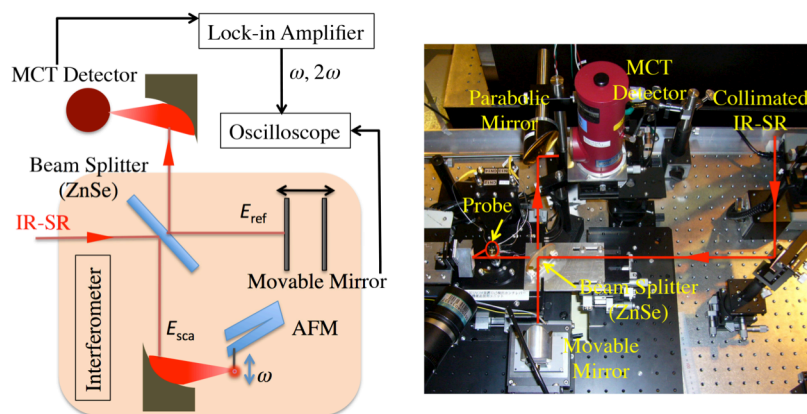 Lock-in Amplifier
MCT Detector
ω, 2ω
Oscilloscope
Beam Splitter
(ZnSe)
IR-SR
E_ref
Movable Mirror
Interferometer
E_sca
AFM
ω
MCT
Detector
Parabolic
Mirror
Collimated
IR-SR
Probe
Beam Splitter
(ZnSe)
Movable
Mirror